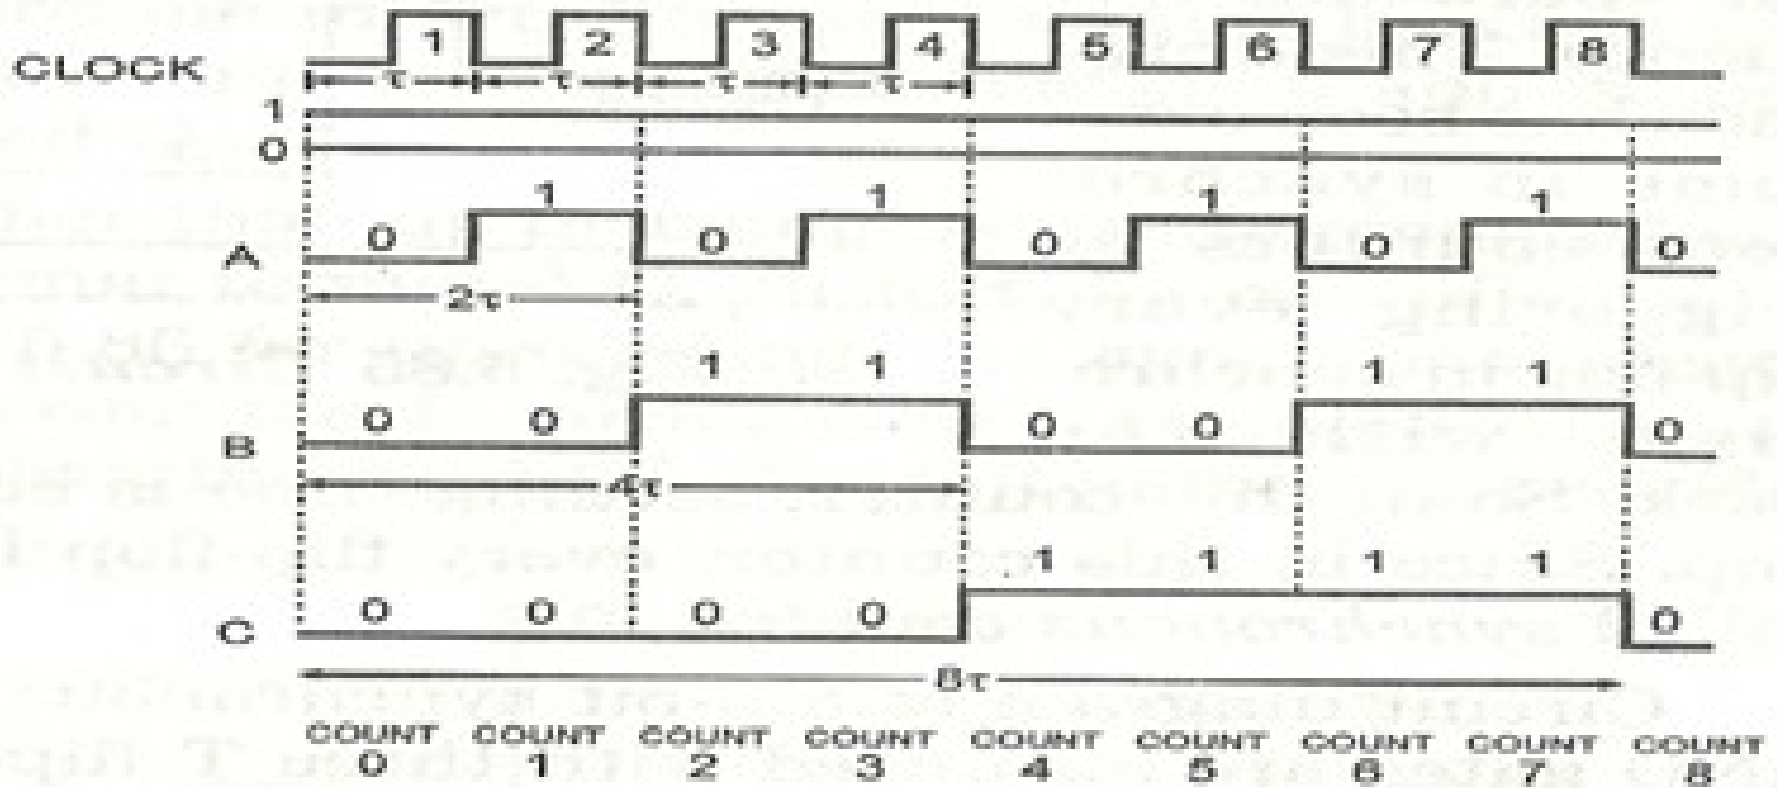 1 2 3 4 5 6 7 8
CLOCK
τ τ τ τ
1
0
1 1 1 1
A 0 0 0 0 0
2τ
1 1 1 1
B 0 0 0 0 0
4τ
1 1 1 1
C 0 0 0 0 0
8τ
COUNT COUNT COUNT COUNT COUNT COUNT COUNT COUNT COUNT
0 1 2 3 4 5 6 7 8